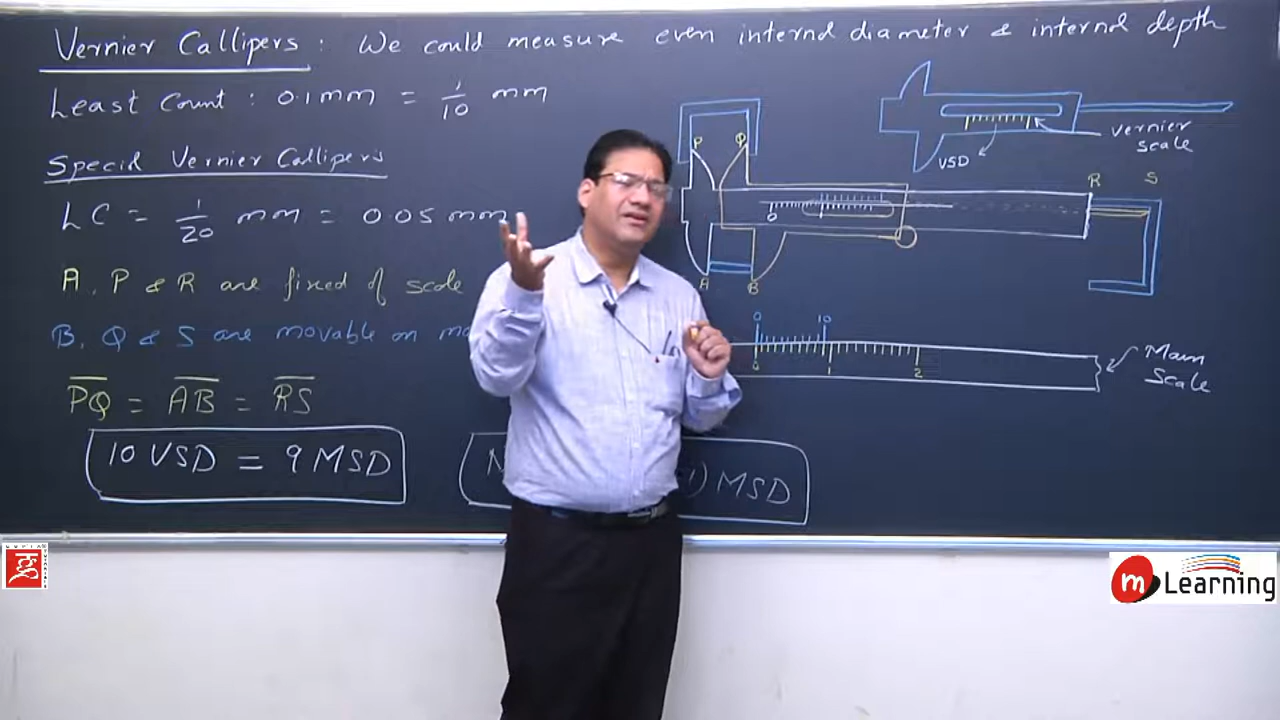 Vernier Callipers : We could measure even internal diameter & internal depth
Least Count : 0.1mm = 1/10 mm
Special Vernier Callipers
LC = 1/20 mm = 0.05 mm
A, P & R are fixed of scale
B, Q & S are movable on
PQ = AB = RS
10 VSD = 9 MSD
N
1) MSD
Vernier
scale
VSD
P
Q
R
S
0
A
B
0
10
0
1
2
Main
Scale
m Learning